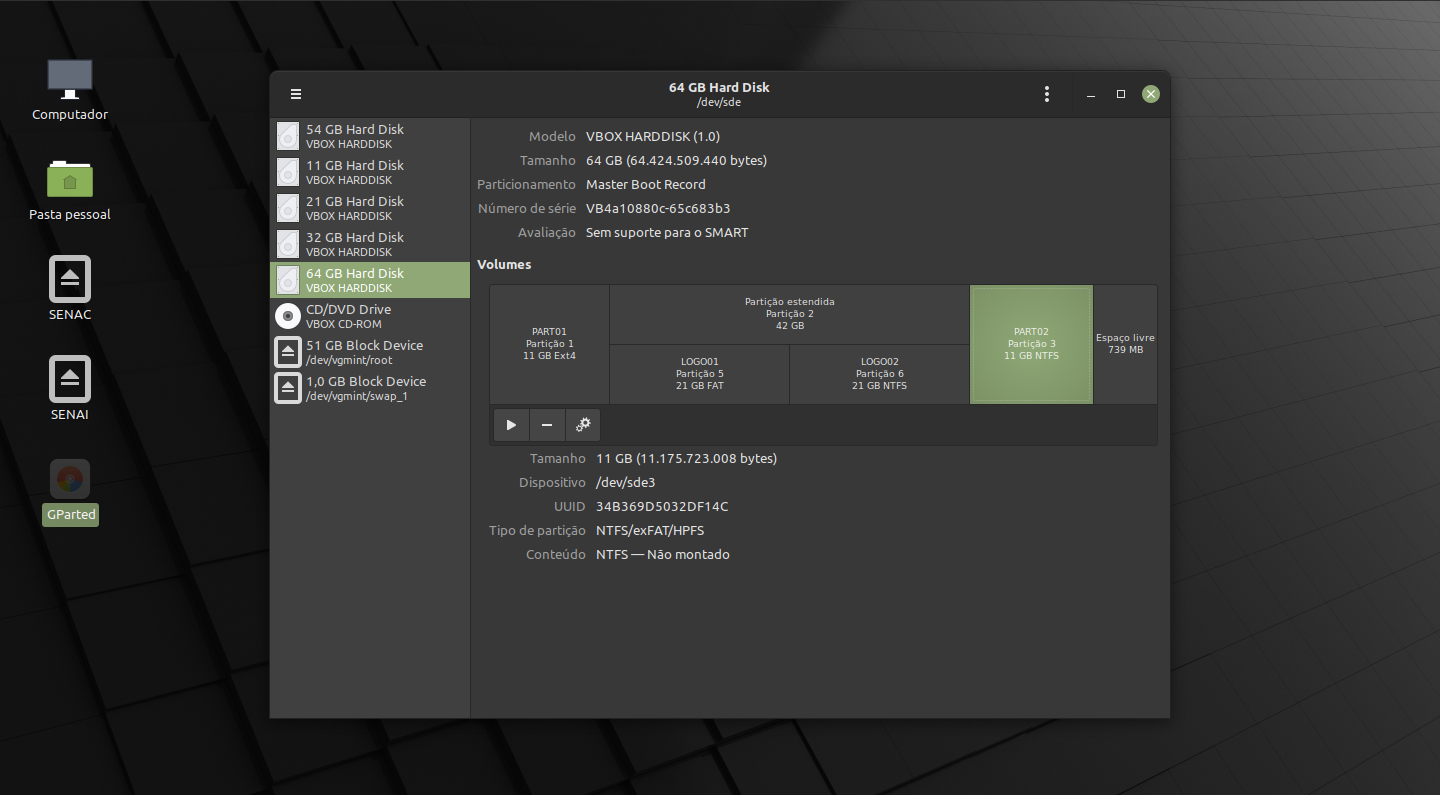 Computador
Pasta pessoal
SENAC
SENAI
GParted
64 GB Hard Disk
/dev/sde
54 GB Hard Disk
VBOX HARDDISK
11 GB Hard Disk
VBOX HARDDISK
21 GB Hard Disk
VBOX HARDDISK
32 GB Hard Disk
VBOX HARDDISK
64 GB Hard Disk
VBOX HARDDISK
CD/DVD Drive
VBOX CD-ROM
51 GB Block Device
/dev/vgmint/root
1,0 GB Block Device
/dev/vgmint/swap_1
Modelo VBOX HARDDISK (1.0)
Tamanho 64 GB (64.424.509.440 bytes)
Particionamento Master Boot Record
Número de série VB4a10880c-65c683b3
Avaliação Sem suporte para o SMART
Volumes
PART01
Partição 1
11 GB Ext4
Partição estendida
Partição 2
42 GB
LOGO01
Partição 5
21 GB FAT
LOGO02
Partição 6
21 GB NTFS
PART02
Partição 3
11 GB NTFS
Espaço livre
739 MB
Tamanho 11 GB (11.175.723.008 bytes)
Dispositivo /dev/sde3
UUID 34B369D5032DF14C
Tipo de partição NTFS/exFAT/HPFS
Conteúdo NTFS — Não montado